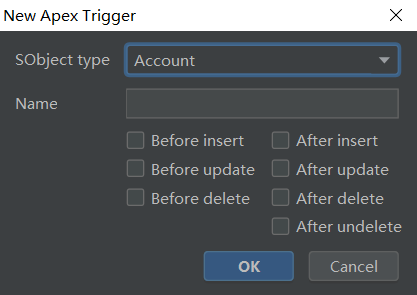 New Apex Trigger
SObject type Account
Name
Before insert After insert
Before update After update
Before delete After delete
After undelete
OK Cancel